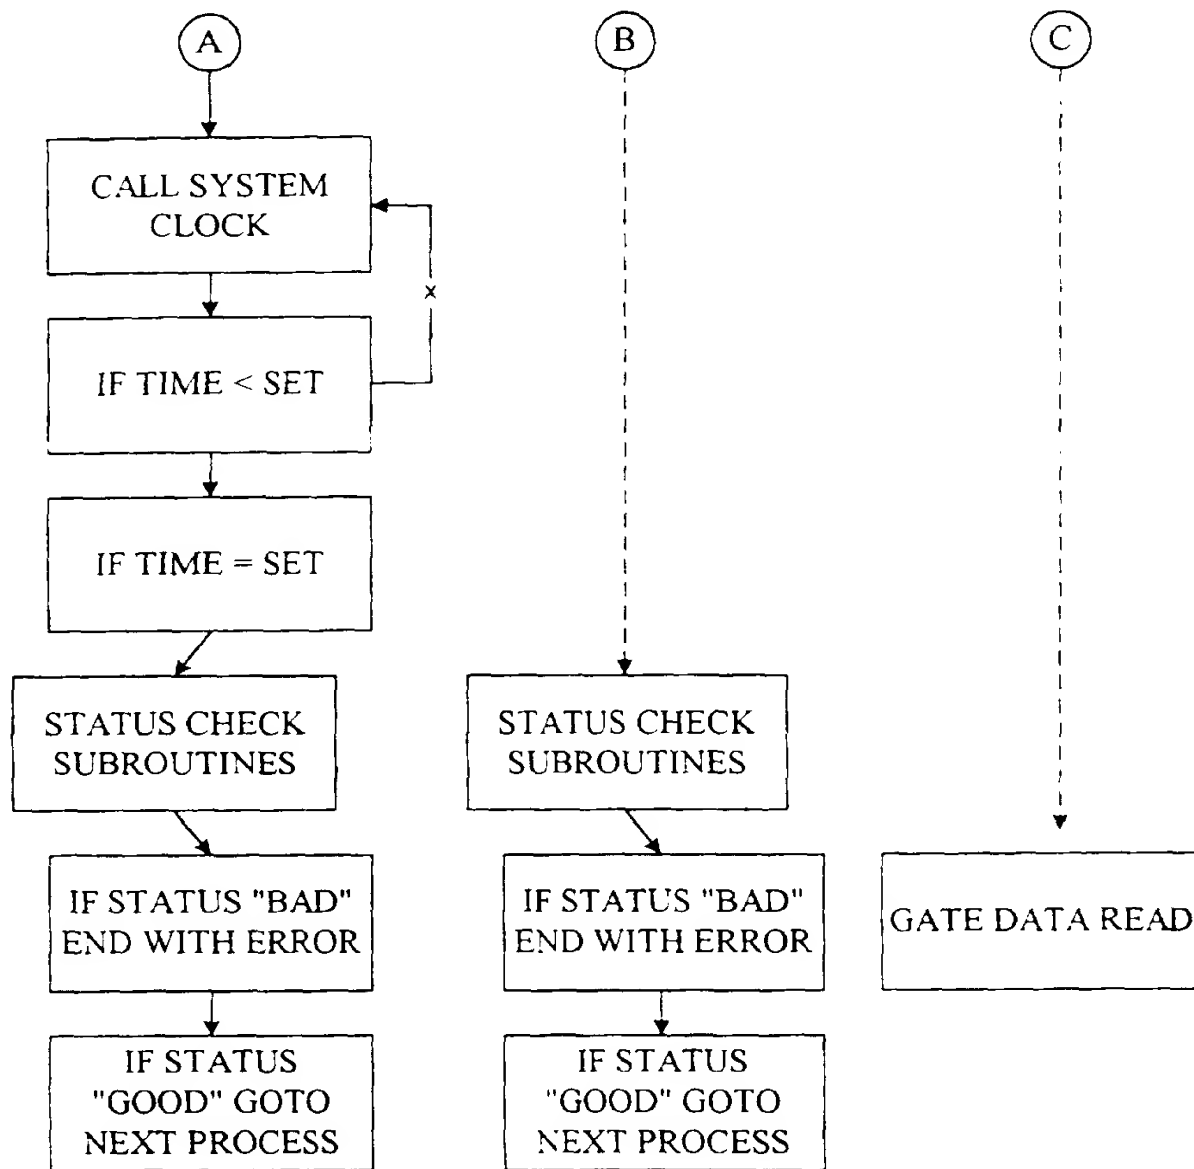 A
B
C
CALL SYSTEM
CLOCK
x
IF TIME < SET
IF TIME = SET
STATUS CHECK
SUBROUTINES
IF STATUS "BAD"
END WITH ERROR
IF STATUS
"GOOD" GOTO
NEXT PROCESS
STATUS CHECK
SUBROUTINES
IF STATUS "BAD"
END WITH ERROR
IF STATUS
"GOOD" GOTO
NEXT PROCESS
GATE DATA READ